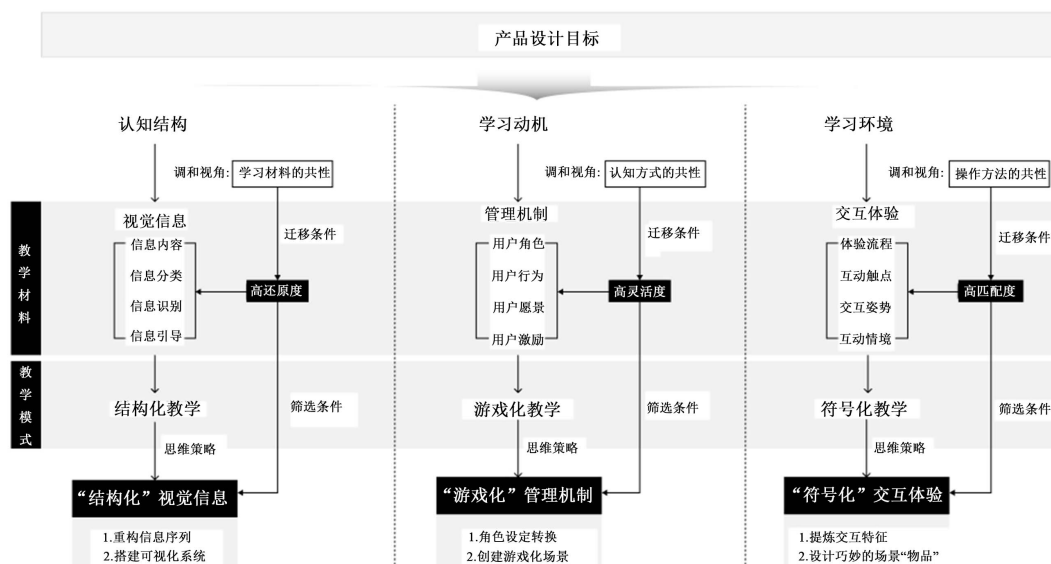 产品设计目标
认知结构
调和视角:
学习材料的共性
视觉信息
迁移条件
信息内容
信息分类
信息识别
信息引导
高还原度
结构化教学
筛选条件
思维策略
“结构化”视觉信息
1.重构信息序列
2.搭建可视化系统
学习动机
调和视角:
认知方式的共性
管理机制
迁移条件
用户角色
用户行为
用户愿景
用户激励
高灵活度
游戏化教学
筛选条件
思维策略
“游戏化”管理机制
1.角色设定转换
2.创建游戏化场景
学习环境
调和视角:
操作方法的共性
交互体验
迁移条件
体验流程
互动触点
交互姿势
互动情境
高匹配度
符号化教学
筛选条件
思维策略
“符号化”交互体验
1.提炼交互特征
2.设计巧妙的场景“物品”
教学材料
教学模式